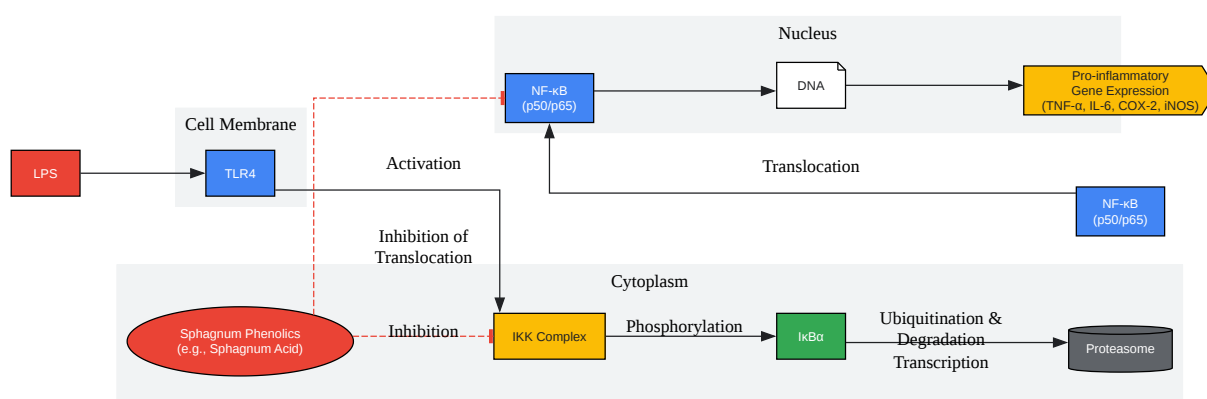 Nucleus
NF-κB
(p50/p65)
DNA
Pro-inflammatory
Gene Expression
(TNF-α, IL-6, COX-2, iNOS)
Cell Membrane
LPS
TLR4
Activation
Translocation
NF-κB
(p50/p65)
Inhibition of
Translocation
Cytoplasm
Sphagnum Phenolics
(e.g., Sphagnum Acid)
Inhibition
IKK Complex
Phosphorylation
IκBα
Ubiquitination &
Degradation
Transcription
Proteasome